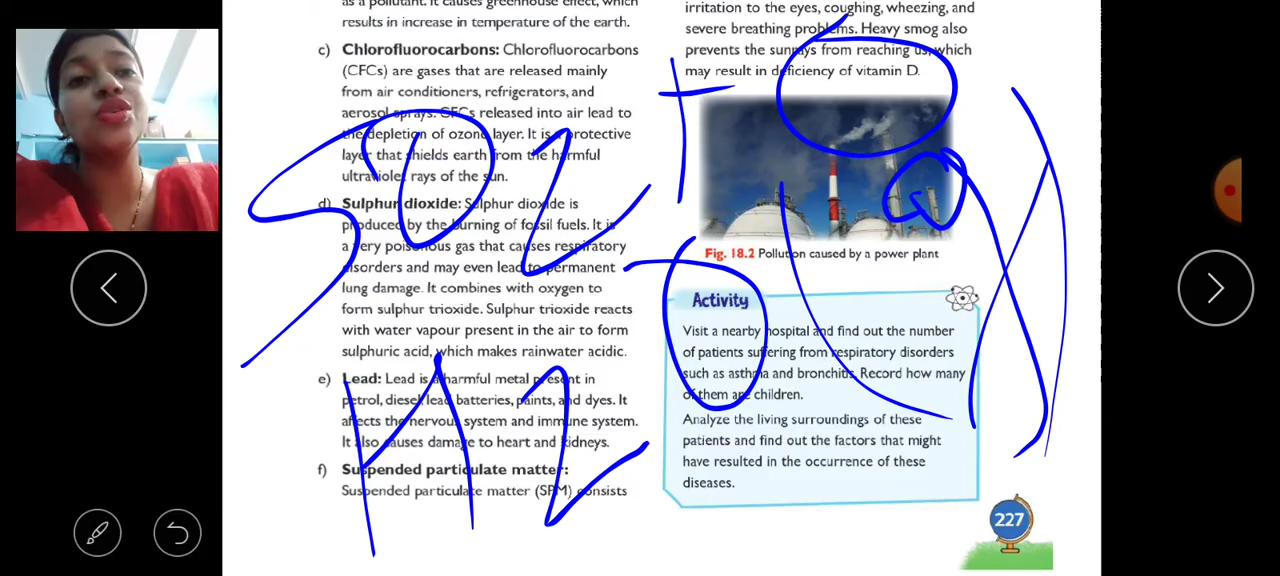 as a pollutant. It causes greenhouse effect, which
results in increase in temperature of the earth.
c) Chlorofluorocarbons: Chlorofluorocarbons
(CFCs) are gases that are released mainly
from air conditioners, refrigerators, and
aerosol sprays. CFCs released into air lead to
the depletion of ozone layer. It is a protective
layer that shields earth from the harmful
ultraviolet rays of the sun.
d) Sulphur dioxide: Sulphur dioxide is
produced by the burning of fossil fuels. It is
a very poisonous gas that causes respiratory
disorders and may even lead to permanent
lung damage. It combines with oxygen to
form sulphur trioxide. Sulphur trioxide reacts
with water vapour present in the air to form
sulphuric acid, which makes rainwater acidic.
e) Lead: Lead is a harmful metal present in
petrol, diesel, lead batteries, paints, and dyes. It
affects the nervous system and immune system.
It also causes damage to heart and kidneys.
f) Suspended particulate matter:
Suspended particulate matter (SPM) consists
irritation to the eyes, coughing, wheezing, and
severe breathing problems. Heavy smog also
prevents the sunrays from reaching us, which
may result in deficiency of vitamin D.
Fig. 18.2 Pollution caused by a power plant
Activity
Visit a nearby hospital and find out the number
of patients suffering from respiratory disorders
such as asthma and bronchitis. Record how many
of them are children.
Analyze the living surroundings of these
patients and find out the factors that might
have resulted in the occurrence of these
diseases.
227
SO2 +